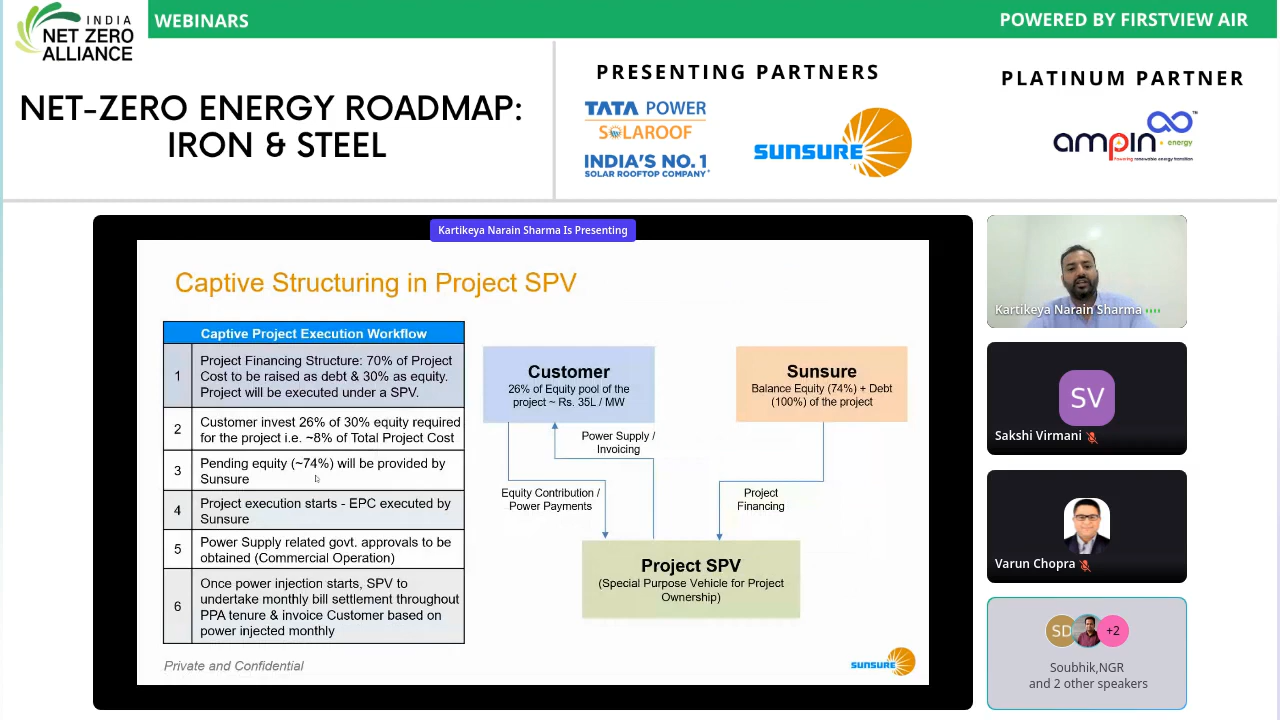 INDIA
NET ZERO
ALLIANCE
WEBINARS
POWERED BY FIRSTVIEW AIR
NET-ZERO ENERGY ROADMAP:
IRON & STEEL
PRESENTING PARTNERS
TATA POWER
SOLAROOF
INDIA'S NO.1
SOLAR ROOFTOP COMPANY*
SUNSURE
PLATINUM PARTNER
ampin
energy
Powering renewable energy transition
TM
Kartikeya Narain Sharma Is Presenting
Captive Structuring in Project SPV
Captive Project Execution Workflow
1
Project Financing Structure: 70% of Project
Cost to be raised as debt & 30% as equity.
Project will be executed under a SPV.
2
Customer invest 26% of 30% equity required
for the project i.e. ~8% of Total Project Cost
3
Pending equity (~74%) will be provided by
Sunsure
4
Project execution starts - EPC executed by
Sunsure
5
Power Supply related govt. approvals to be
obtained (Commercial Operation)
6
Once power injection starts, SPV to
undertake monthly bill settlement throughout
PPA tenure & invoice Customer based on
power injected monthly
Customer
26% of Equity pool of the
project ~ Rs. 35L / MW
Sunsure
Balance Equity (74%) + Debt
(100%) of the project
Power Supply /
Invoicing
Equity Contribution /
Power Payments
Project
Financing
Project SPV
(Special Purpose Vehicle for Project
Ownership)
Private and Confidential
SUNSURE
Kartikeya Narain Sharma
SV
Sakshi Virmani
Varun Chopra
SD
+2
Soubhik,NGR
and 2 other speakers